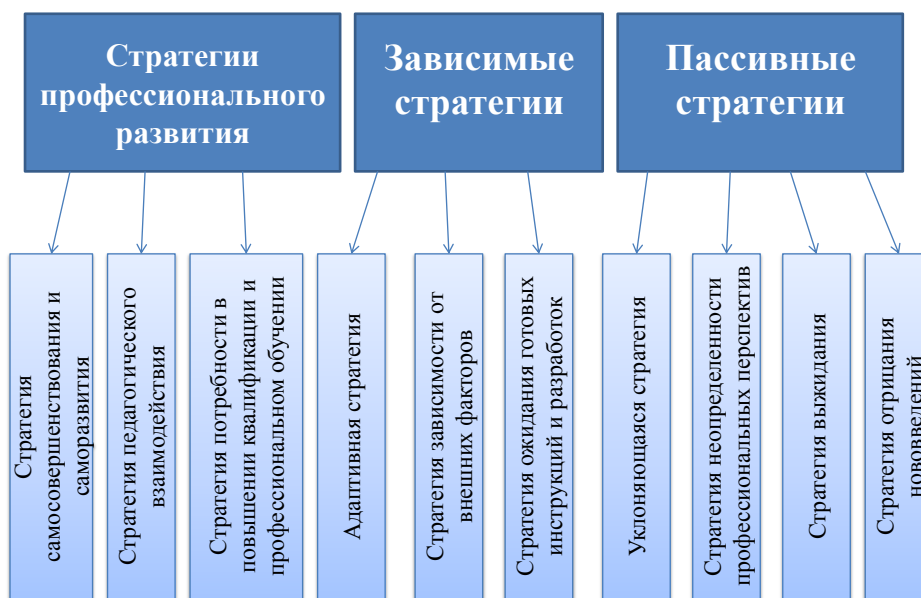 Стратегии
профессионального
развития
Зависимые
стратегии
Пассивные
стратегии
Стратегия
самосовершенствования и
саморазвития
Стратегия педагогического
взаимодействия
Стратегия потребности в
повышении квалификации и
профессиональном обучении
Адаптивная стратегия
Стратегия зависимости от
внешних факторов
Стратегия ожидания готовых
инструкций и разработок
Уклоняющаяся стратегия
Стратегия неопределенности
профессиональных перспектив
Стратегия выжидания
Стратегия отрицания
нововведений